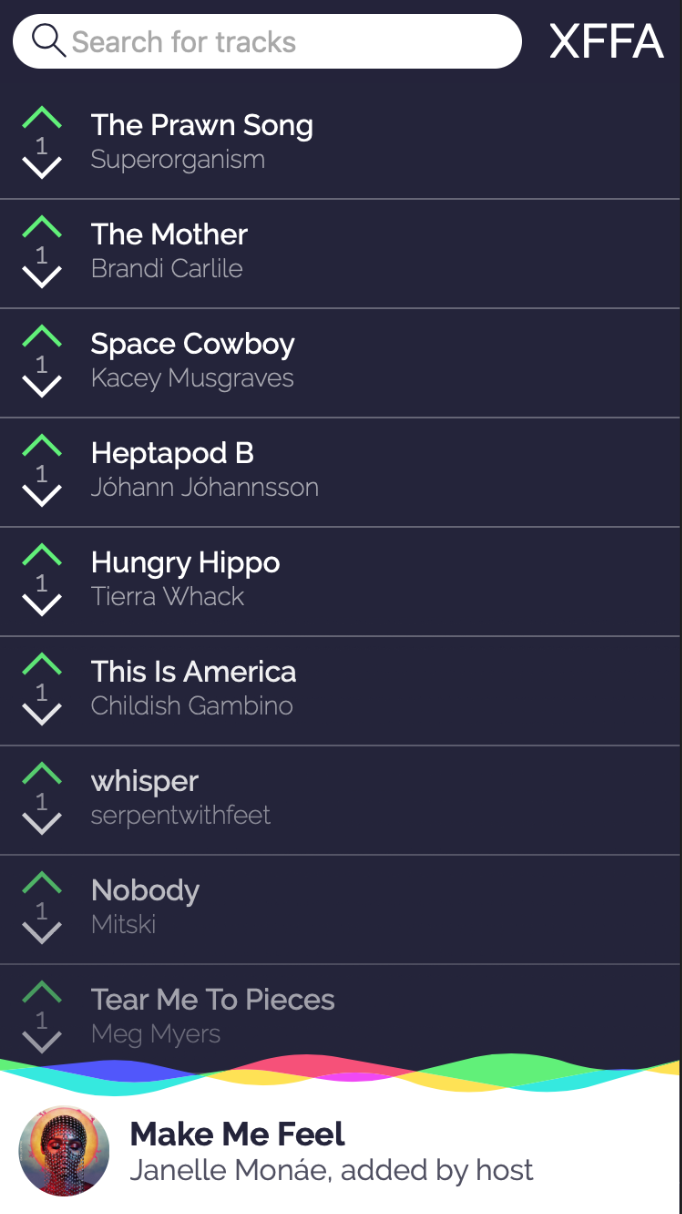 Search for tracks
XFFA
The Prawn Song
1
Superorganism
The Mother
1
Brandi Carlile
Space Cowboy
1
Kacey Musgraves
Heptapod B
1
Jóhann Jóhannsson
Hungry Hippo
1
Tierra Whack
This Is America
1
Childish Gambino
whisper
1
serpentwithfeet
Nobody
1
Mitski
Tear Me To Pieces
1
Meg Myers
Make Me Feel
Janelle Monáe, added by host